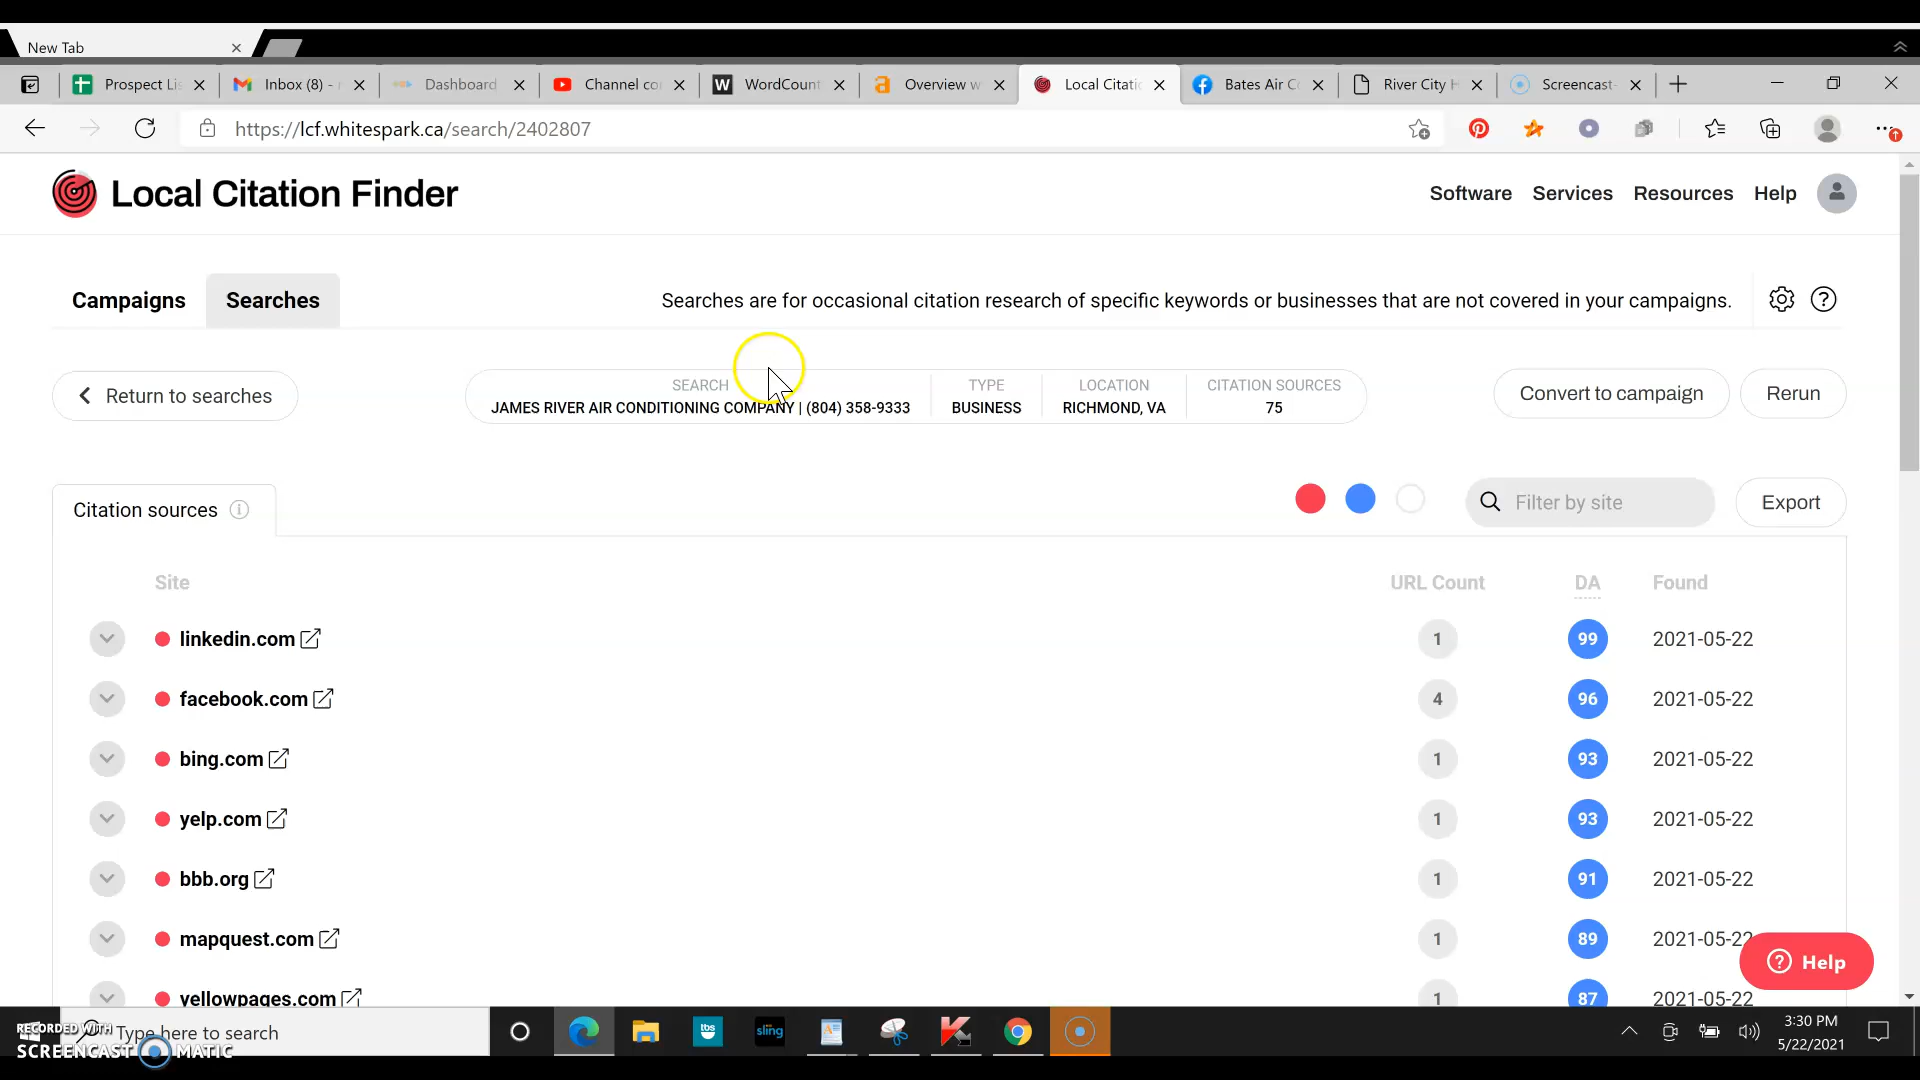 New Tab
Prospect Lis
Inbox (8) -
Dashboard
Channel co
WordCount
Overview w
Local Citatic
Bates Air C
River City H
Screencast-
https://lcf.whitespark.ca/search/2402807
Local Citation Finder
Software Services Resources Help
Campaigns Searches
Searches are for occasional citation research of specific keywords or businesses that are not covered in your campaigns.
Return to searches
SEARCH TYPE LOCATION CITATION SOURCES
JAMES RIVER AIR CONDITIONING COMPANY | (804) 358-9333 BUSINESS RICHMOND, VA 75
Convert to campaign
Rerun
Citation sources
Filter by site
Export
Site URL Count DA Found
linkedin.com 1 99 2021-05-22
facebook.com 4 96 2021-05-22
bing.com 1 93 2021-05-22
yelp.com 1 93 2021-05-22
bbb.org 1 91 2021-05-22
mapquest.com 1 89 2021-05-22
yellowpages.com 1 87 2021-05-22
Help
Type here to search
RECORDED WITH
SCREENCAST MATIC
lbs
sling
3:30 PM
5/22/2021